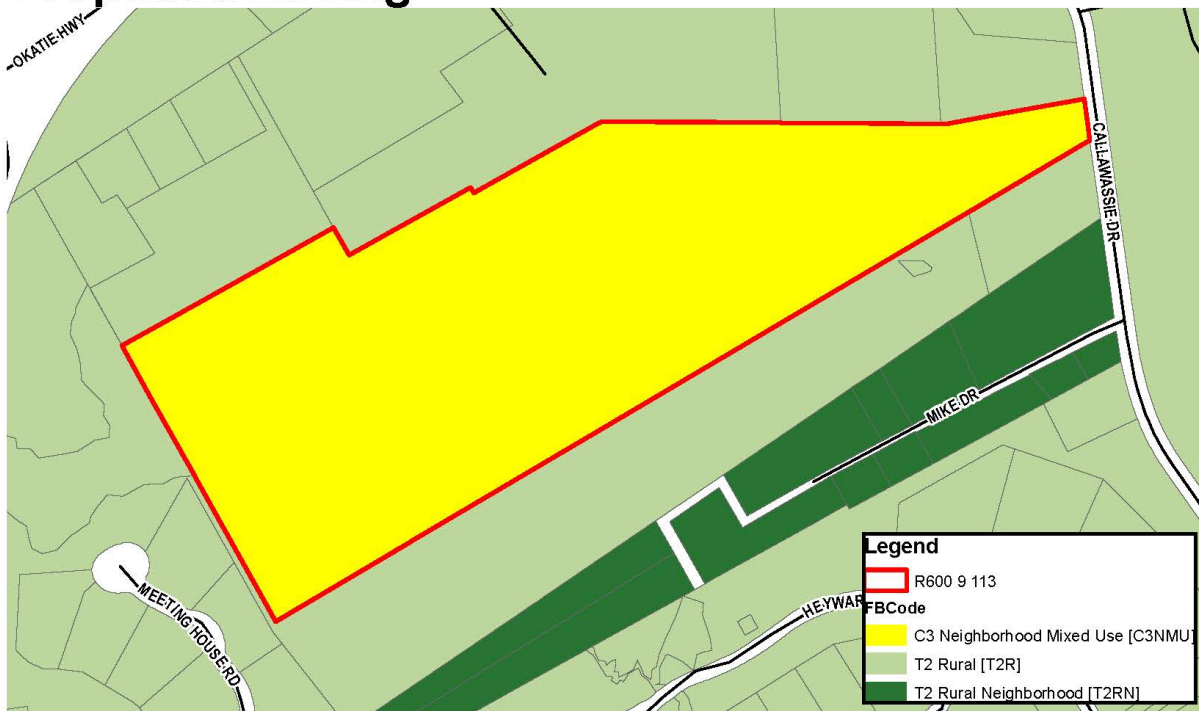 OKATIE HWY
CALLAWASSIE DR
MIKE DR
MEETING HOUSE RD
HEYWAR
Legend
R600 9 113
FBCode
C3 Neighborhood Mixed Use [C3NMU]
T2 Rural [T2R]
T2 Rural Neighborhood [T2RN]